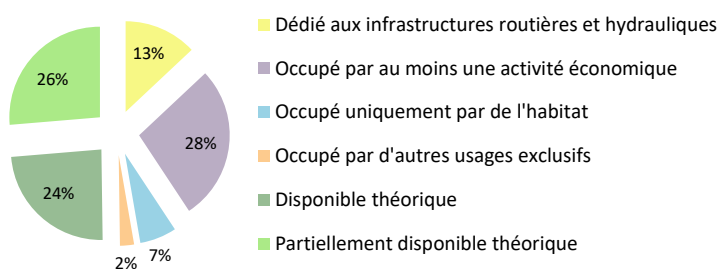 13%
28%
7%
2%
24%
26%
Dédié aux infrastructures routières et hydrauliques
Occupé par au moins une activité économique
Occupé uniquement par de l'habitat
Occupé par d'autres usages exclusifs
Disponible théorique
Partiellement disponible théorique